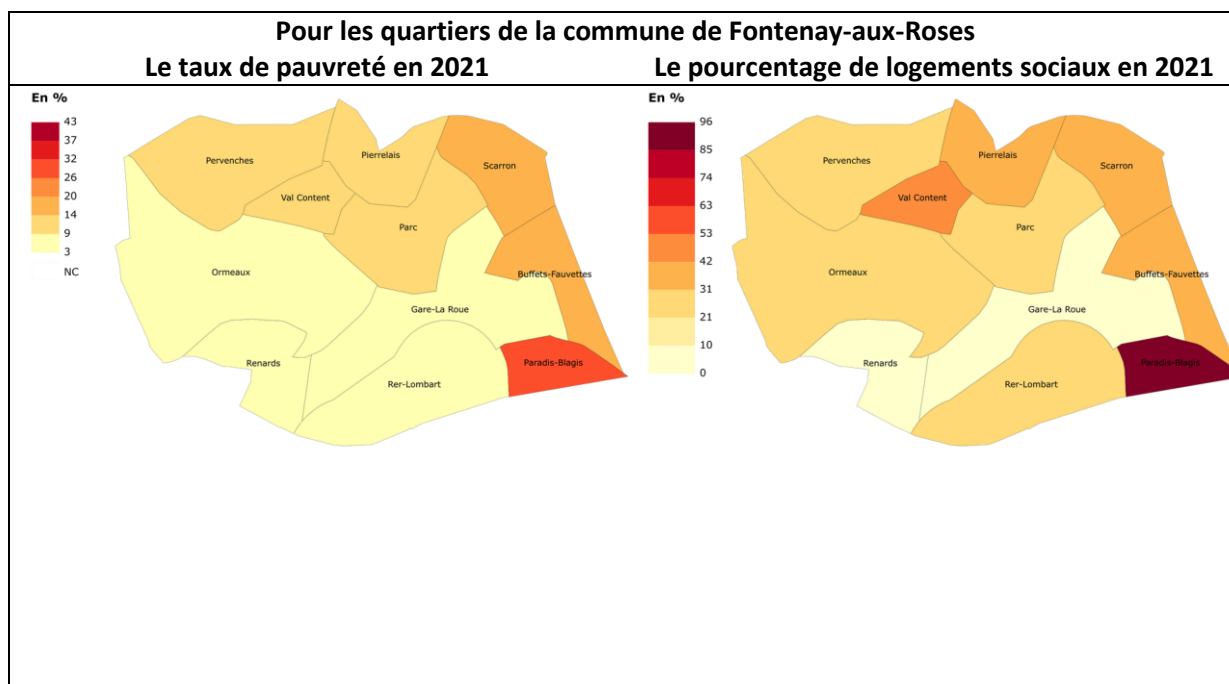 Pour les quartiers de la commune de Fontenay-aux-Roses
Le taux de pauvreté en 2021
Le pourcentage de logements sociaux en 2021
En %
43
37
32
26
20
14
9
3
NC
Pervenches
Pierrelais
Scarron
Val Content
Parc
Ormeaux
Buffets-Fauvettes
Gare-La Roue
Renards
Paradis-Blagis
Rer-Lombart
En %
96
85
74
63
53
42
31
21
10
0
Pervenches
Pierrelais
Scarron
Val Content
Parc
Ormeaux
Buffets-Fauvettes
Gare-La Roue
Renards
Paradis-Blagis
Rer-Lombart